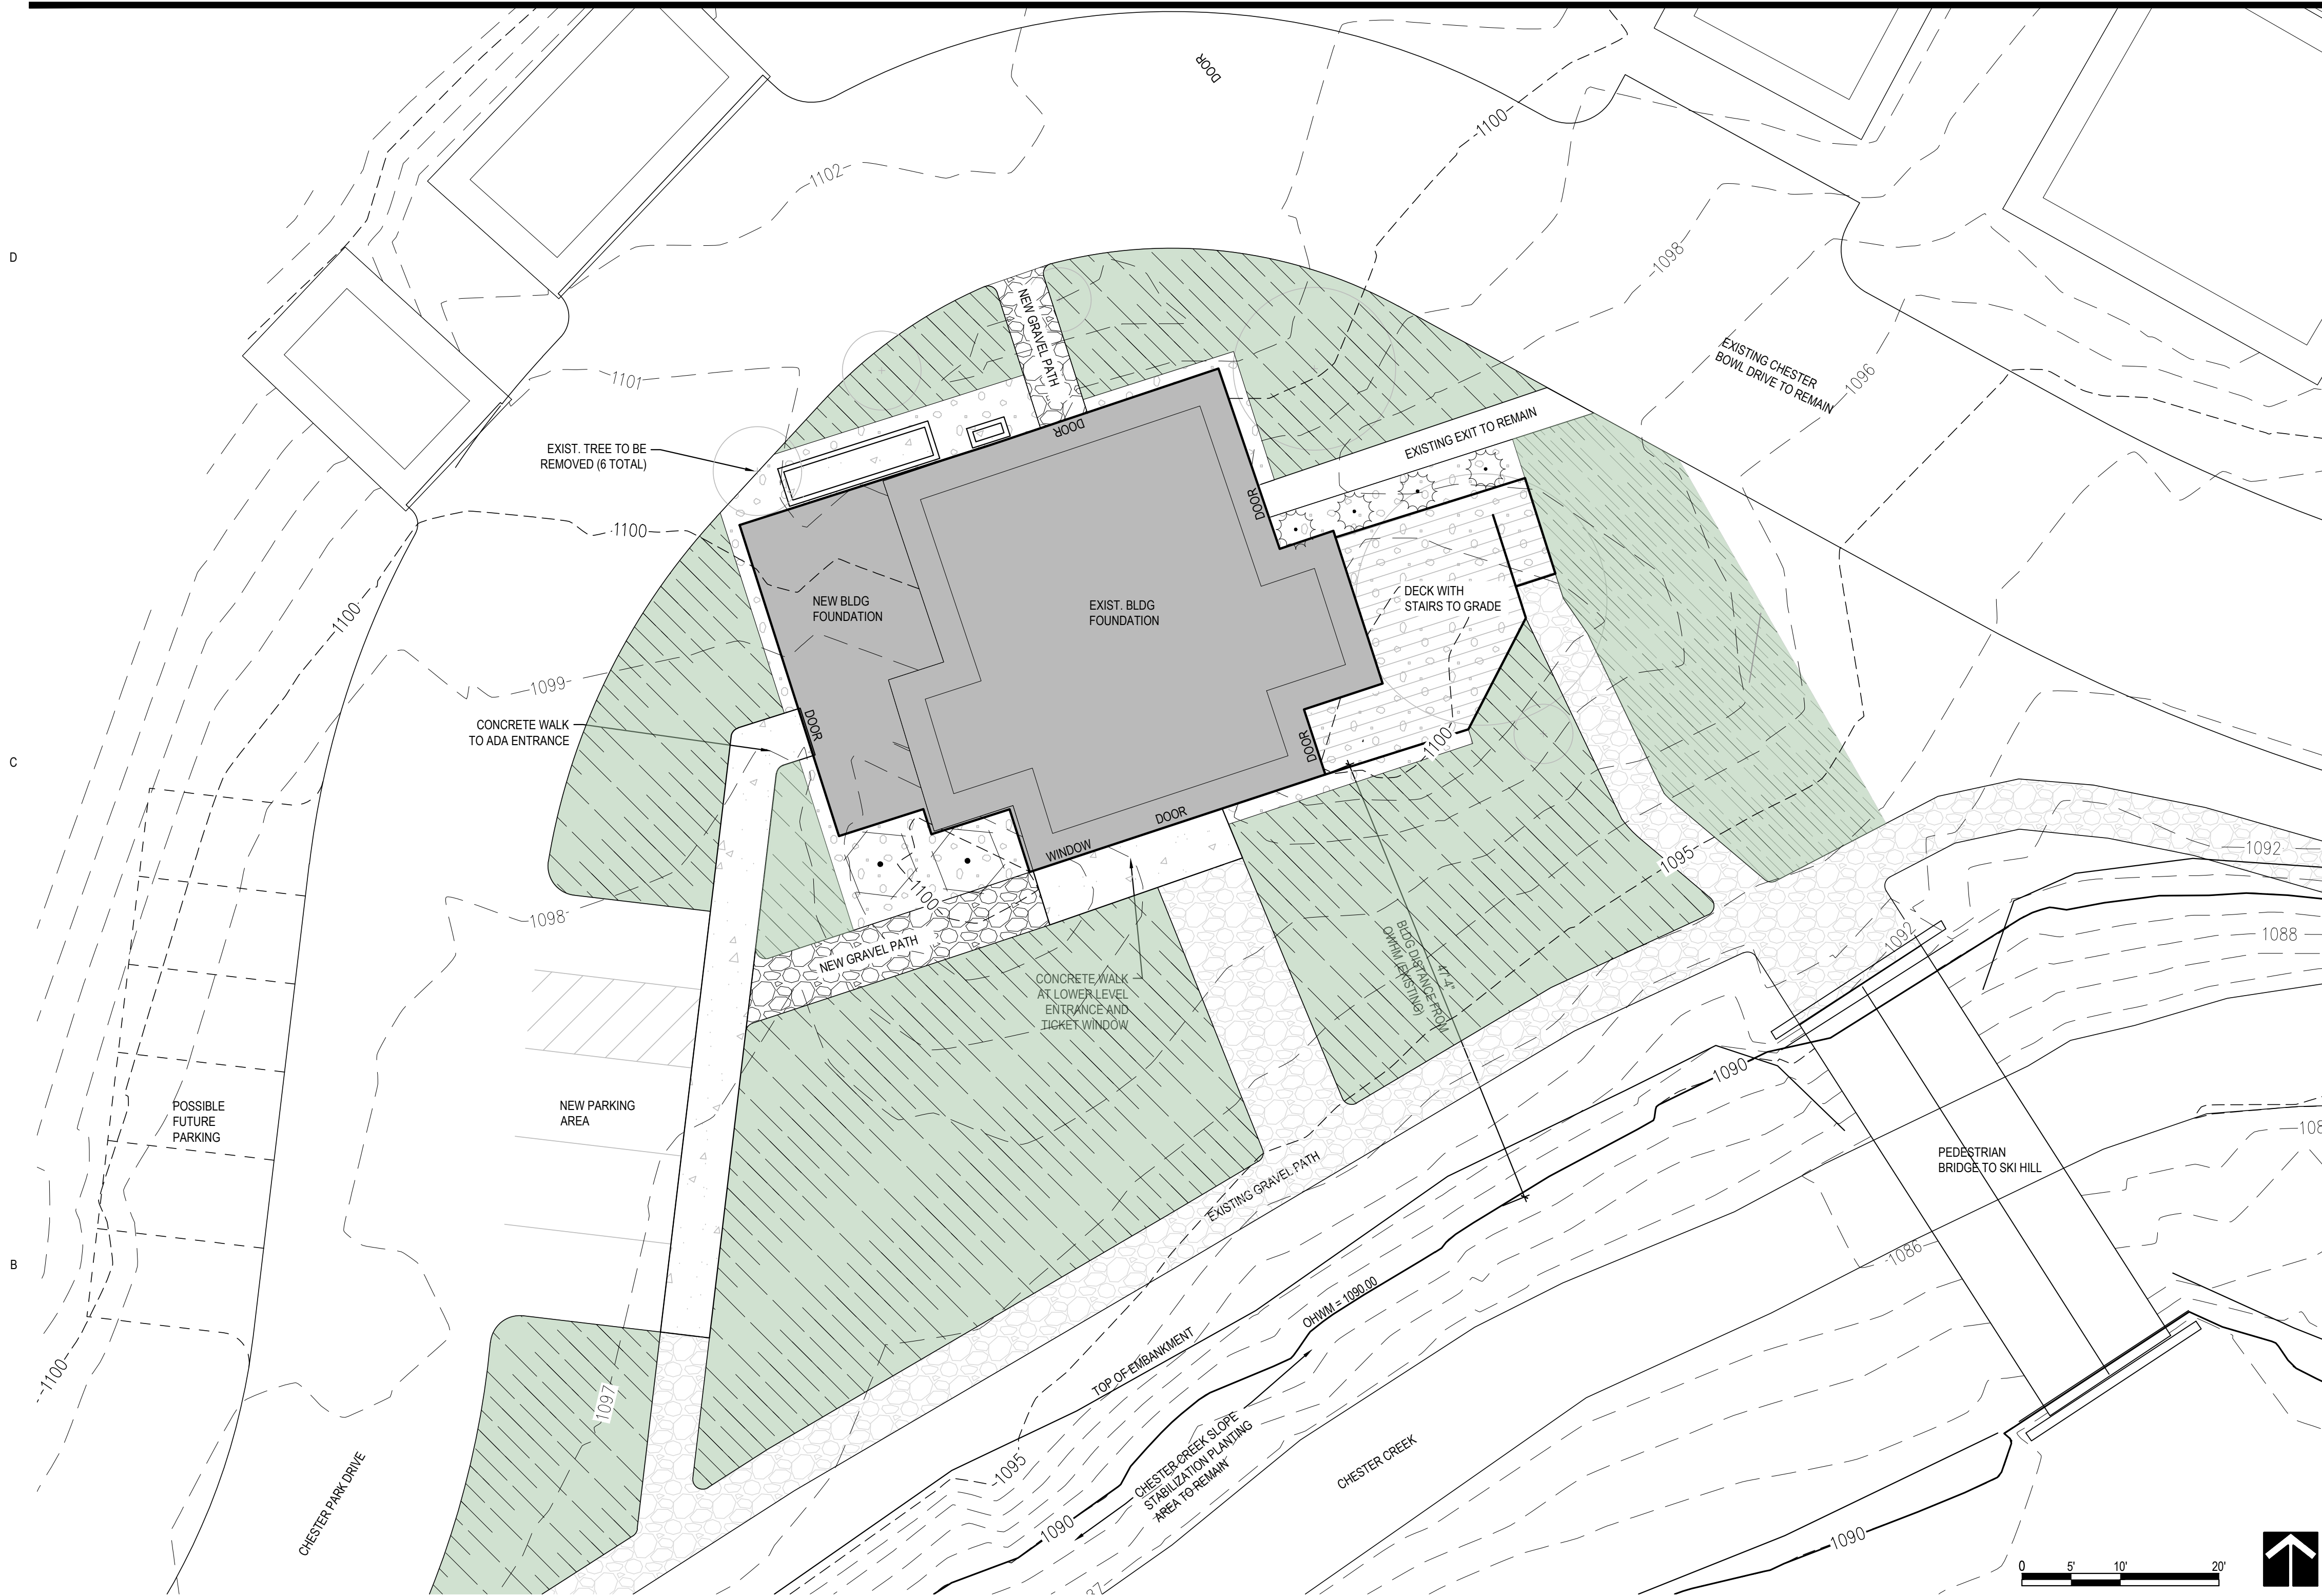 DOOR
1100
1102
1098
D
NEW GRAVEL PATH
EXISTING CHESTER
BOWL DRIVE TO REMAIN
1096
1101
DOOR
EXISTING EXIT TO REMAIN
EXIST. TREE TO BE
REMOVED (6 TOTAL)
DOOR
1100
1100
NEW BLDG
FOUNDATION
EXIST. BLDG
FOUNDATION
DECK WITH
STAIRS TO GRADE
1099
CONCRETE WALK
TO ADA ENTRANCE
DOOR
DOOR
1100
C
DOOR
WINDOW
1095
1092
1100
1098
NEW GRAVEL PATH
1092
1088
CONCRETE WALK
AT LOWER LEVEL
ENTRANCE AND
TICKET WINDOW
47'-4"
BLDG DISTANCE FROM
OWHM (EXISTING)
1090
POSSIBLE
FUTURE
PARKING
NEW PARKING
AREA
PEDESTRIAN
BRIDGE TO SKI HILL
EXISTING GRAVEL PATH
1086
B
OHWM = 1090.00
TOP OF EMBANKMENT
1100
1097
CHESTER CREEK SLOPE
STABILIZATION PLANTING
AREA TO REMAIN
CHESTER CREEK
1095
CHESTER PARK DRIVE
1090
1090
0 5' 10' 20'